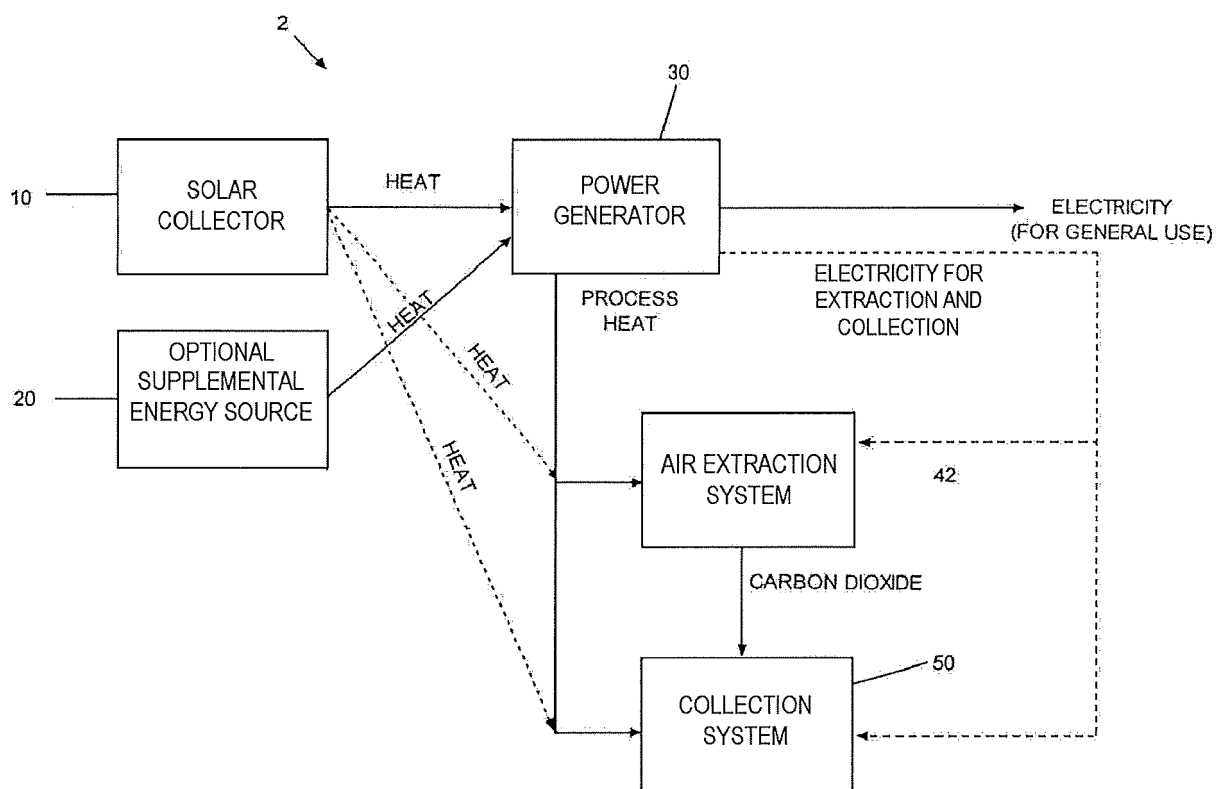 2
30
10
SOLAR
COLLECTOR
HEAT
POWER
GENERATOR
ELECTRICITY
(FOR GENERAL USE)
ELECTRICITY FOR
EXTRACTION AND
COLLECTION
PROCESS
HEAT
HEAT
HEAT
HEAT
20
OPTIONAL
SUPPLEMENTAL
ENERGY SOURCE
AIR EXTRACTION
SYSTEM
42
CARBON DIOXIDE
50
COLLECTION
SYSTEM